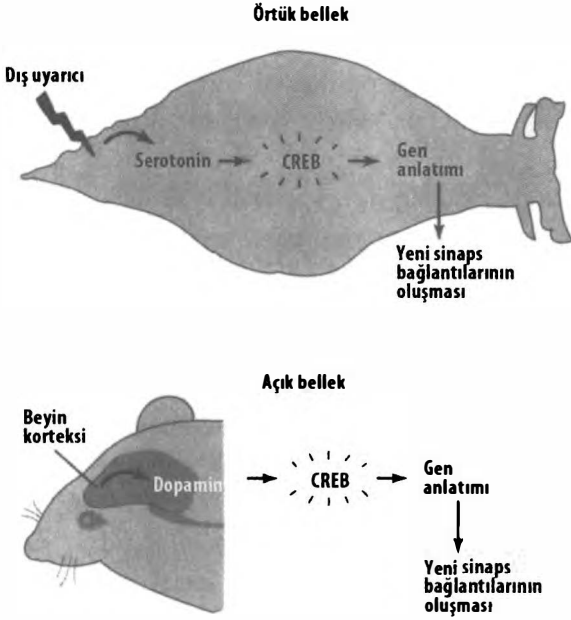 Örtük bellek
Dış uyarıcı
Serotonin
CREB
Gen
anlatımı
Yeni sinaps
bağlantılarının
oluşması
Açık bellek
Beyin
korteksi
Dopamin
CREB
Gen
anlatımı
Yeni sinaps
bağlantılarının
oluşması